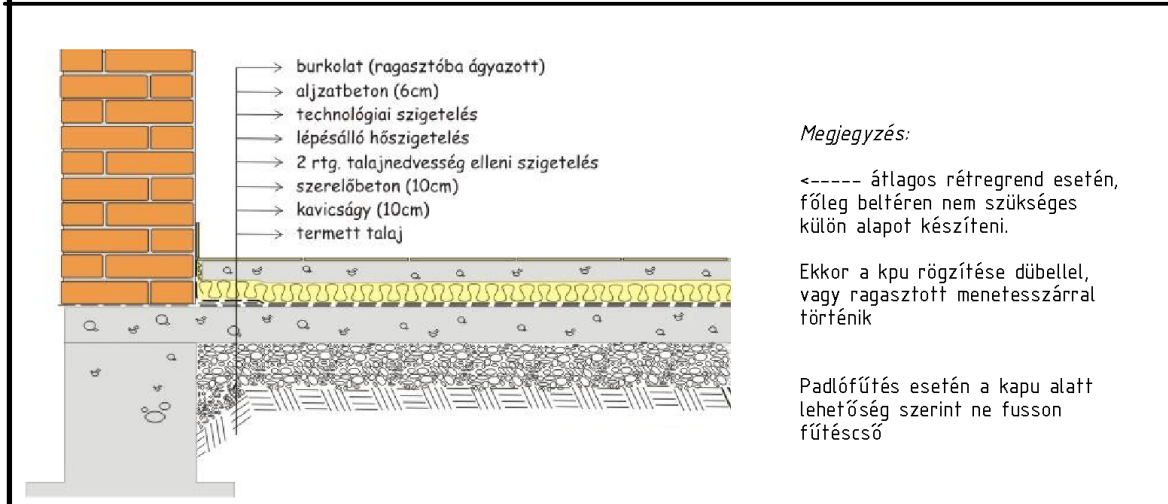 burkolat (ragasztóba ágyazott)
aljzatbeton (6cm)
technológiai szigetelés
lépésálló hőszigetelés
2 rtg. talajnedvesség elleni szigetelés
szerelőbeton (10cm)
kavicságy (10cm)
termett talaj
Megjegyzés:
<----- átlagos rétregrend esetén,
főleg beltéren nem szükséges
külön alapot készíteni.
Ekkor a kpu rögzítése dübellel,
vagy ragasztott menetesszárral
történik
Padlófűtés esetén a kapu alatt
lehetőség szerint ne fusson
fűtéscső